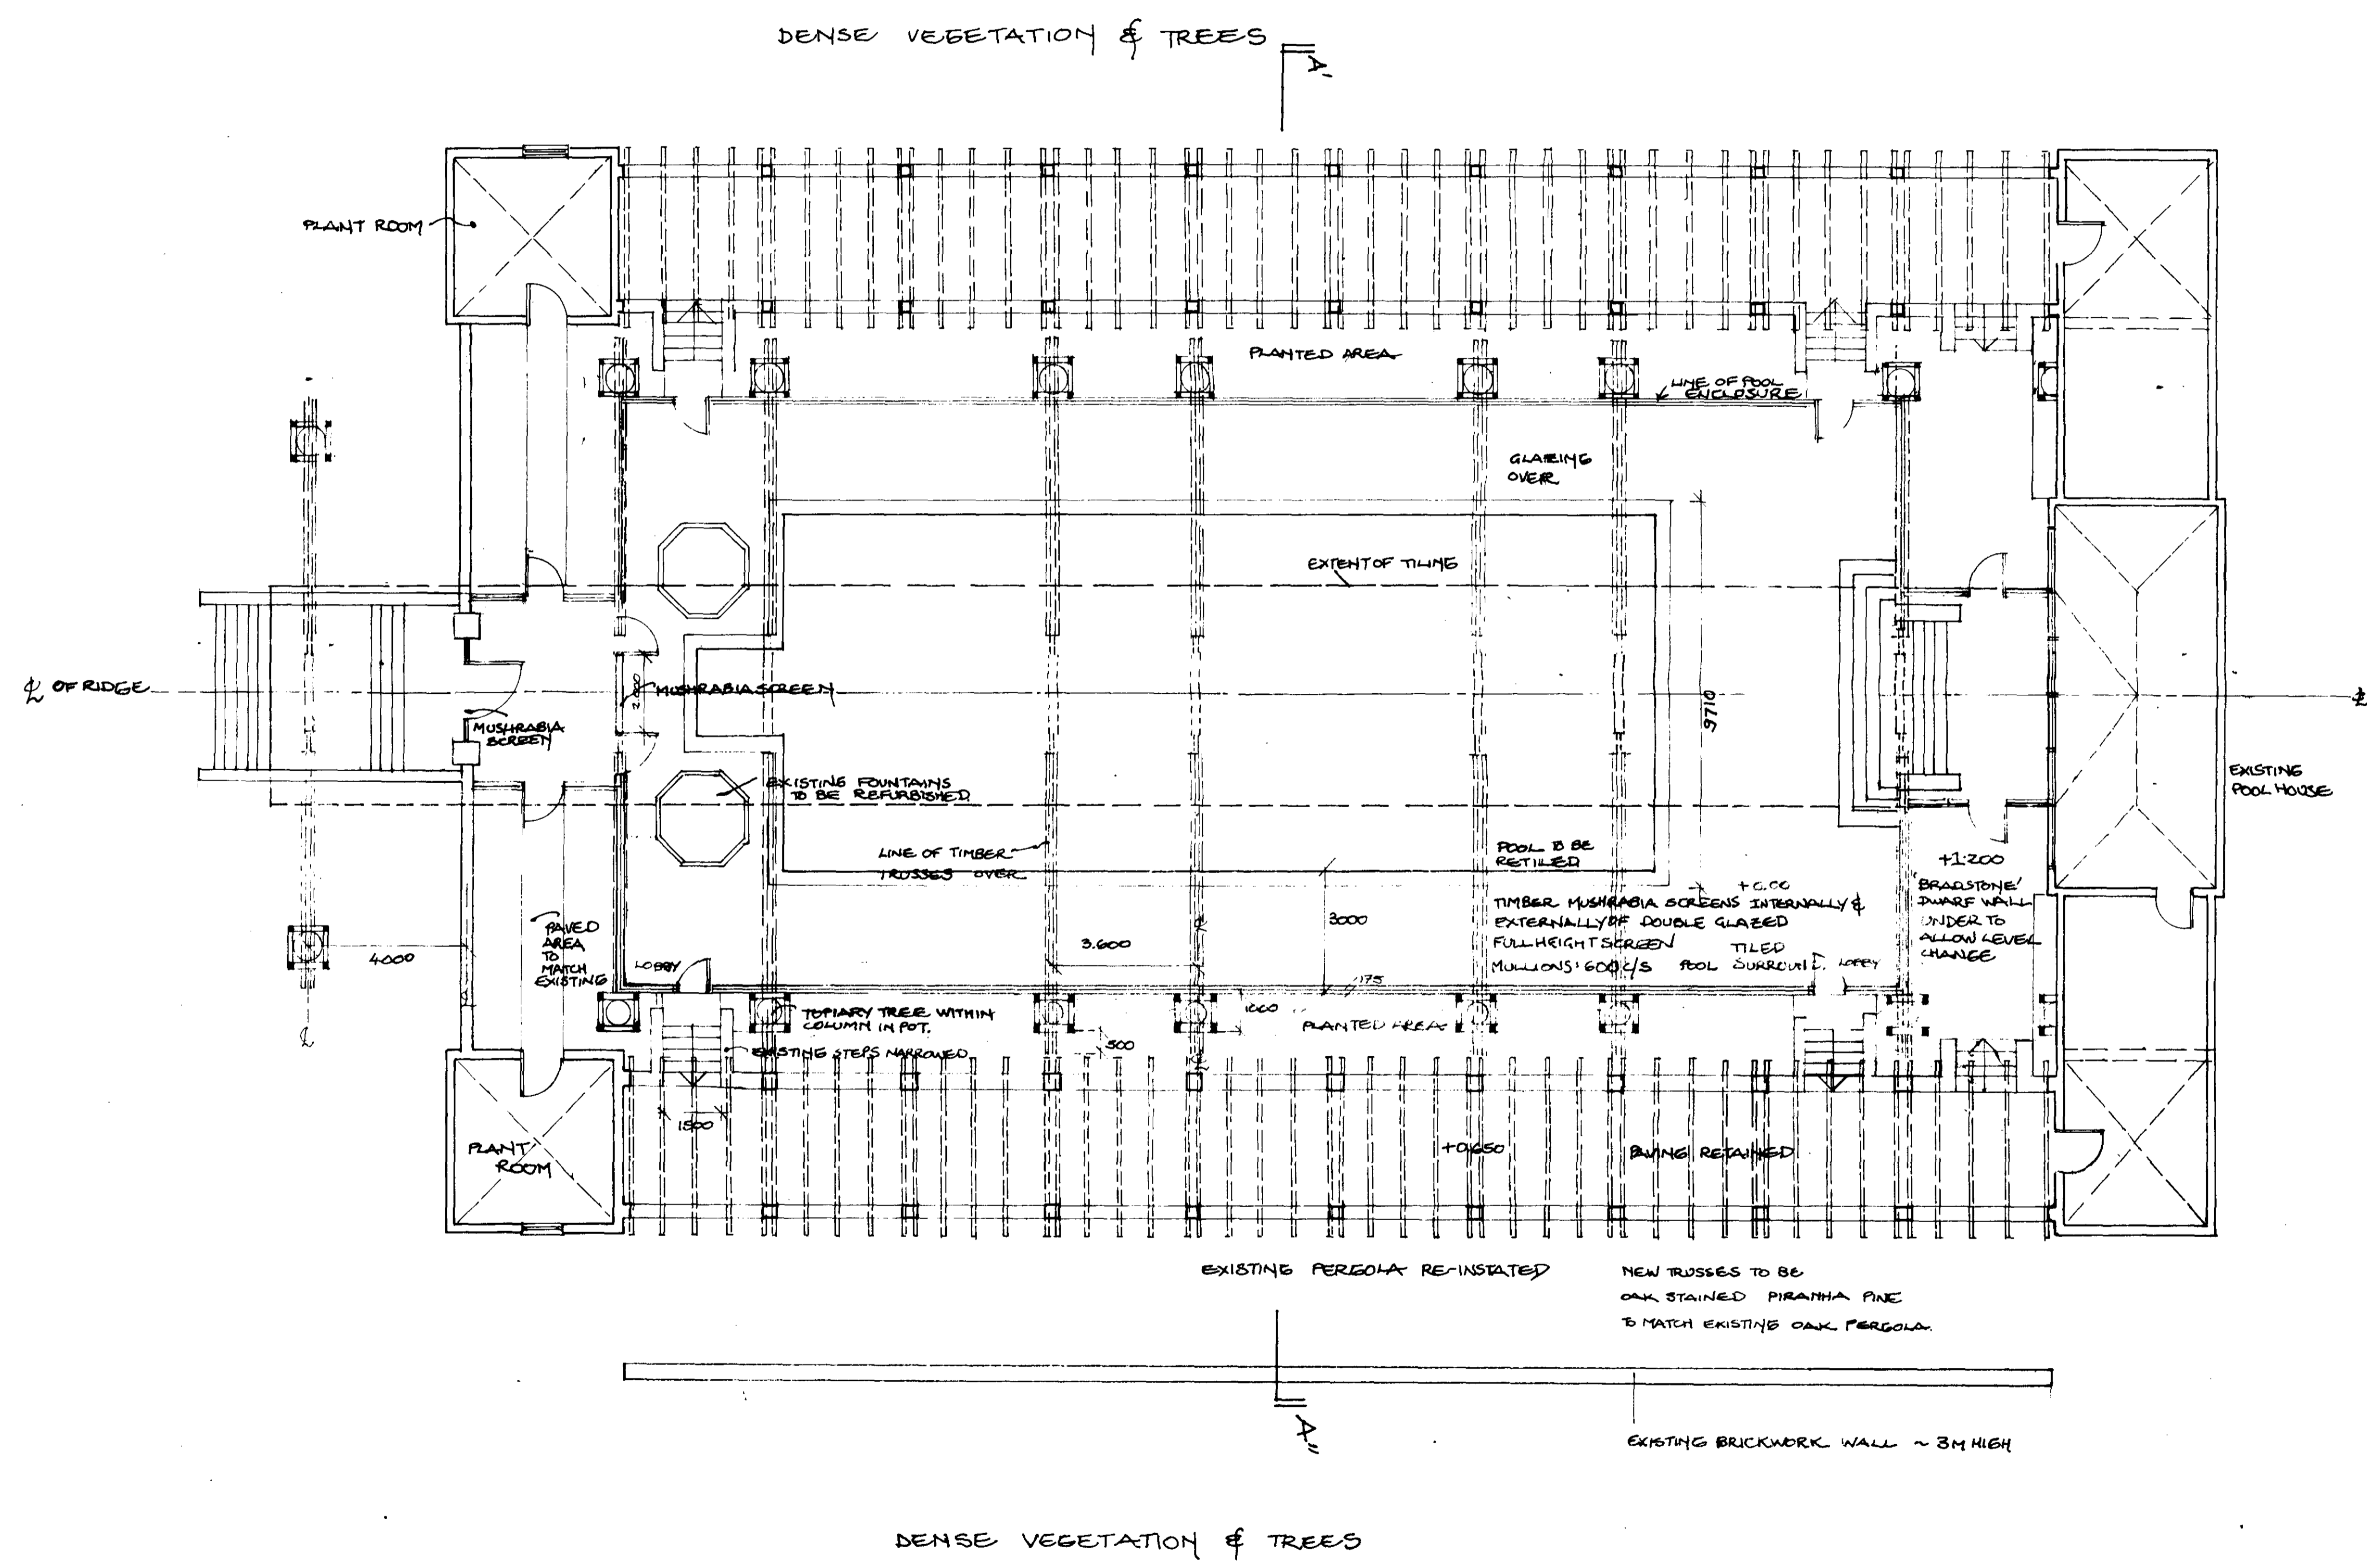 DENSE VEGETATION & TREES
A'
PLANT ROOM
PLANTED AREA
LINE OF POOL
ENCLOSURE
GLAZING
OVER
EXTENT OF TILING
℄ OF RIDGE
2.000
MUSHRABIA SCREEN
MUSHRABIA
SCREEN
9710
℄
EXISTING
POOL HOUSE
EXISTING FOUNTAINS
TO BE REFURBISHED
LINE OF TIMBER
TRUSSES OVER
POOL TO BE
RETILED
+0.00
+1.200
TIMBER MUSHRABIA SCREENS INTERNALLY &
EXTERNALLY OF DOUBLE GLAZED
FULL HEIGHT SCREEN
MULLIONS 600 C/S
TILED
POOL SURROUND
LOBBY
'BRADSTONE'
DWARF WALL
UNDER TO
ALLOW LEVEL
CHANGE
3.600
3000
4000
PAVED
AREA
TO
MATCH
EXISTING
LOBBY
175
TOPIARY TREE WITHIN
COLUMN IN POT.
1000
PLANTED AREA
EXISTING STEPS NARROWED
500
℄
1500
PLANT
ROOM
+0.650
PAVING RETAINED
EXISTING PERGOLA RE-INSTATED
NEW TRUSSES TO BE
OAK STAINED PIRANHA PINE
TO MATCH EXISTING OAK PERGOLA.
A"
EXISTING BRICKWORK WALL ~ 3M HIGH
DENSE VEGETATION & TREES